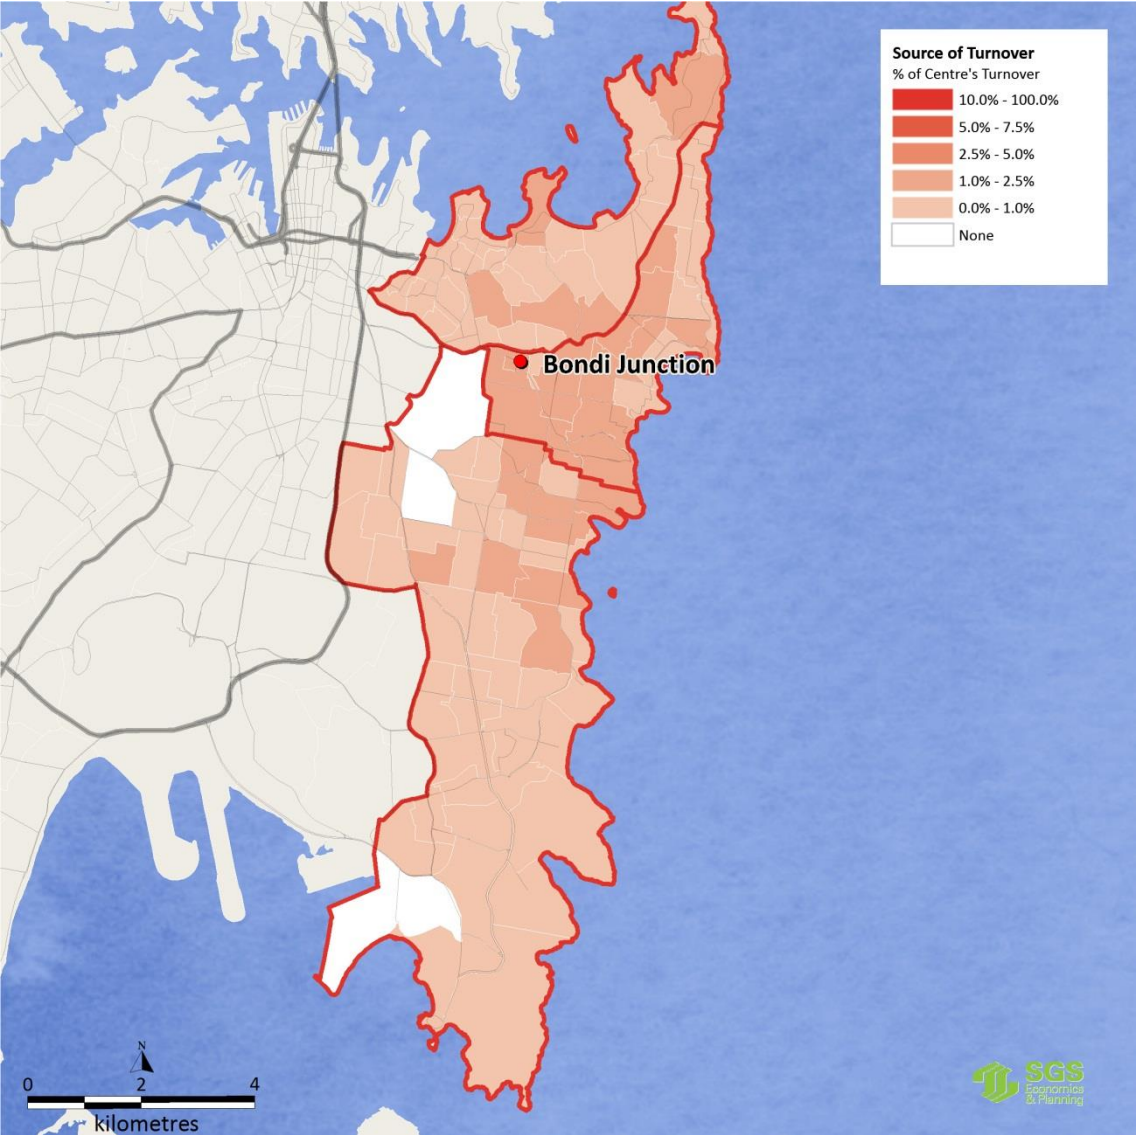 Source of Turnover
% of Centre's Turnover
10.0% - 100.0%
5.0% - 7.5%
2.5% - 5.0%
1.0% - 2.5%
0.0% - 1.0%
None
Bondi Junction
N
0 2 4
kilometres
SGS
Economics
& Planning